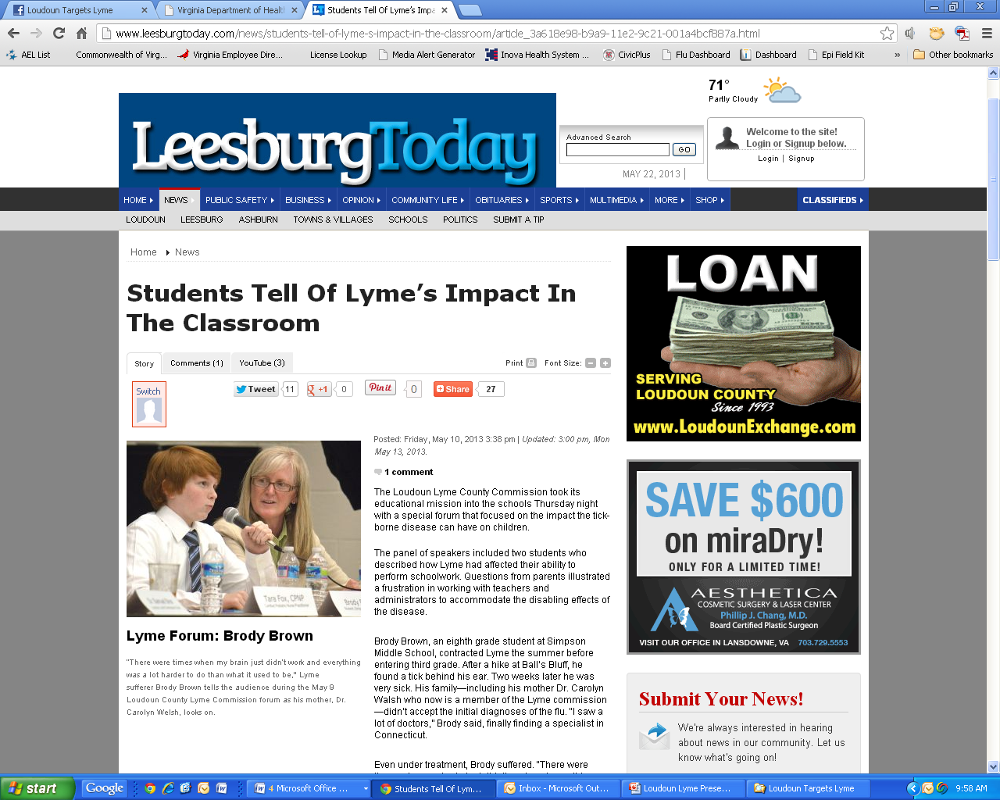 Loudoun Targets Lyme
Virginia Department of Healt
Students Tell Of Lyme's Impa
www.leesburgtoday.com/news/students-tell-of-lyme-s-impact-in-the-classroom/article_3a618e98-b9a9-11e2-9c21-001a4bcf887a.html
AEL List Commonwealth of Virg... Virginia Employee Dire... License Lookup Media Alert Generator Inova Health System ... CivicPlus Flu Dashboard Dashboard Epi Field Kit » Other bookmarks
71°
Partly Cloudy
LeesburgToday
Advanced Search
GO
MAY 22, 2013
Welcome to the site!
Login or Signup below.
Login | Signup
HOME NEWS PUBLIC SAFETY BUSINESS OPINION COMMUNITY LIFE OBITUARIES SPORTS MULTIMEDIA MORE SHOP CLASSIFIEDS
LOUDOUN LEESBURG ASHBURN TOWNS & VILLAGES SCHOOLS POLITICS SUBMIT A TIP
Home News
Students Tell Of Lyme's Impact In
The Classroom
Story Comments (1) YouTube (3)
Print Font Size:
Switch
Tweet 11 +1 0 Pin it 0 Share 27
Posted: Friday, May 10, 2013 3:38 pm | Updated: 3:00 pm, Mon
May 13, 2013.
1 comment
The Loudoun Lyme County Commission took its
educational mission into the schools Thursday night
with a special forum that focused on the impact the tick-
borne disease can have on children.
The panel of speakers included two students who
described how Lyme had affected their ability to
perform schoolwork. Questions from parents illustrated
a frustration in working with teachers and
administrators to accommodate the disabling effects of
the disease.
Brody Brown, an eighth grade student at Simpson
Middle School, contracted Lyme the summer before
entering third grade. After a hike at Ball's Bluff, he
found a tick behind his ear. Two weeks later he was
very sick. His family—including his mother Dr. Carolyn
Walsh who now is a member of the Lyme commission
—didn't accept the initial diagnoses of the flu. "I saw a
lot of doctors," Brody said, finally finding a specialist in
Connecticut.
Even under treatment, Brody suffered. "There were
Tara Fox, CPNP
Lyme Forum: Brody Brown
"There were times when my brain just didn't work and everything
was a lot harder to do than what it used to be," Lyme
sufferer Brody Brown tells the audience during the May 9
Loudoun County Lyme Commission forum as his mother, Dr.
Carolyn Welsh, looks on.
LOAN
SERVING
LOUDOUN COUNTY
Since 1993
www.LoudounExchange.com
SAVE $600
on miraDry!
ONLY FOR A LIMITED TIME!
AESTHETICA
COSMETIC SURGERY & LASER CENTER
Phillip J. Chang, M.D.
Board Certified Plastic Surgeon
VISIT OUR OFFICE IN LANSDOWNE, VA 703.729.5553
Submit Your News!
We're always interested in hearing
about news in our community. Let us
know what's going on!
start Google 4 Microsoft Office ... Students Tell Of Lym... Inbox - Microsoft Out... Loudoun Lyme Prese... Loudoun Targets Lyme 9:58 AM